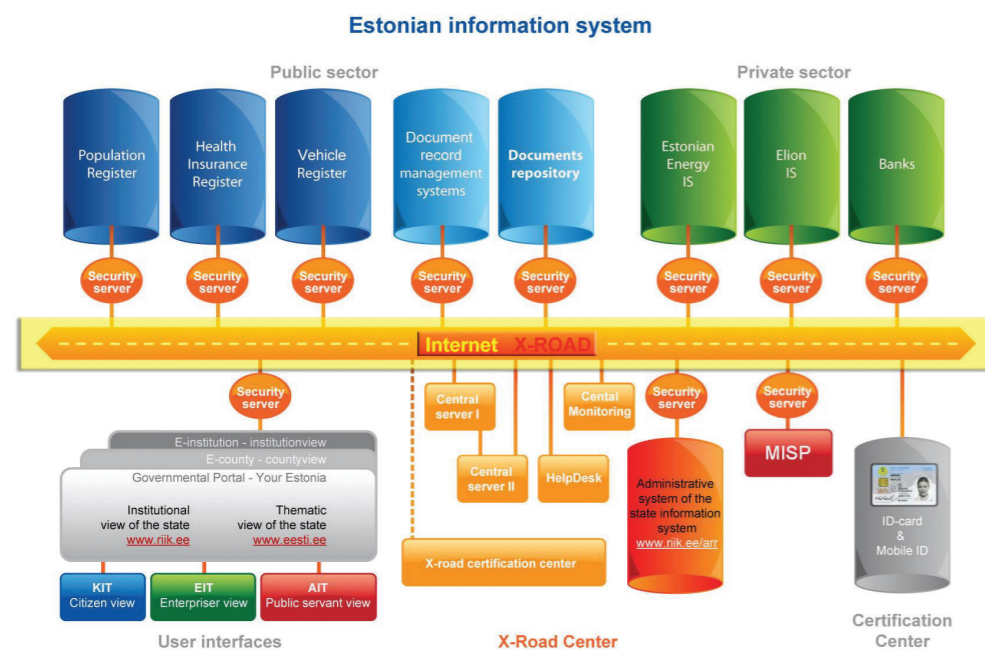 Estonian information system
Public sector
Private sector
Population
Register
Health
Insurance
Register
Vehicle
Register
Document
record
management
systems
Documents
repository
Estonian
Energy
IS
Elion
IS
Banks
Security
server
Security
server
Security
server
Security
server
Security
server
Security
server
Security
server
Security
server
Internet X-ROAD
Security
server
Central
server I
Cental
Monitoring
Security
server
Security
server
E-institution - institutionview
E-county - countyview
Governmental Portal - Your Estonia
Institutional
view of the state
www.riik.ee
Thematic
view of the state
www.eesti.ee
Central
server II
HelpDesk
MISP
Administrative
system of the
state information
system
www.riik.ee/arr
ID-card
&
Mobile ID
X-road certification center
KIT
Citizen view
EIT
Enterpriser view
AIT
Public servant view
User interfaces
X-Road Center
Certification
Center